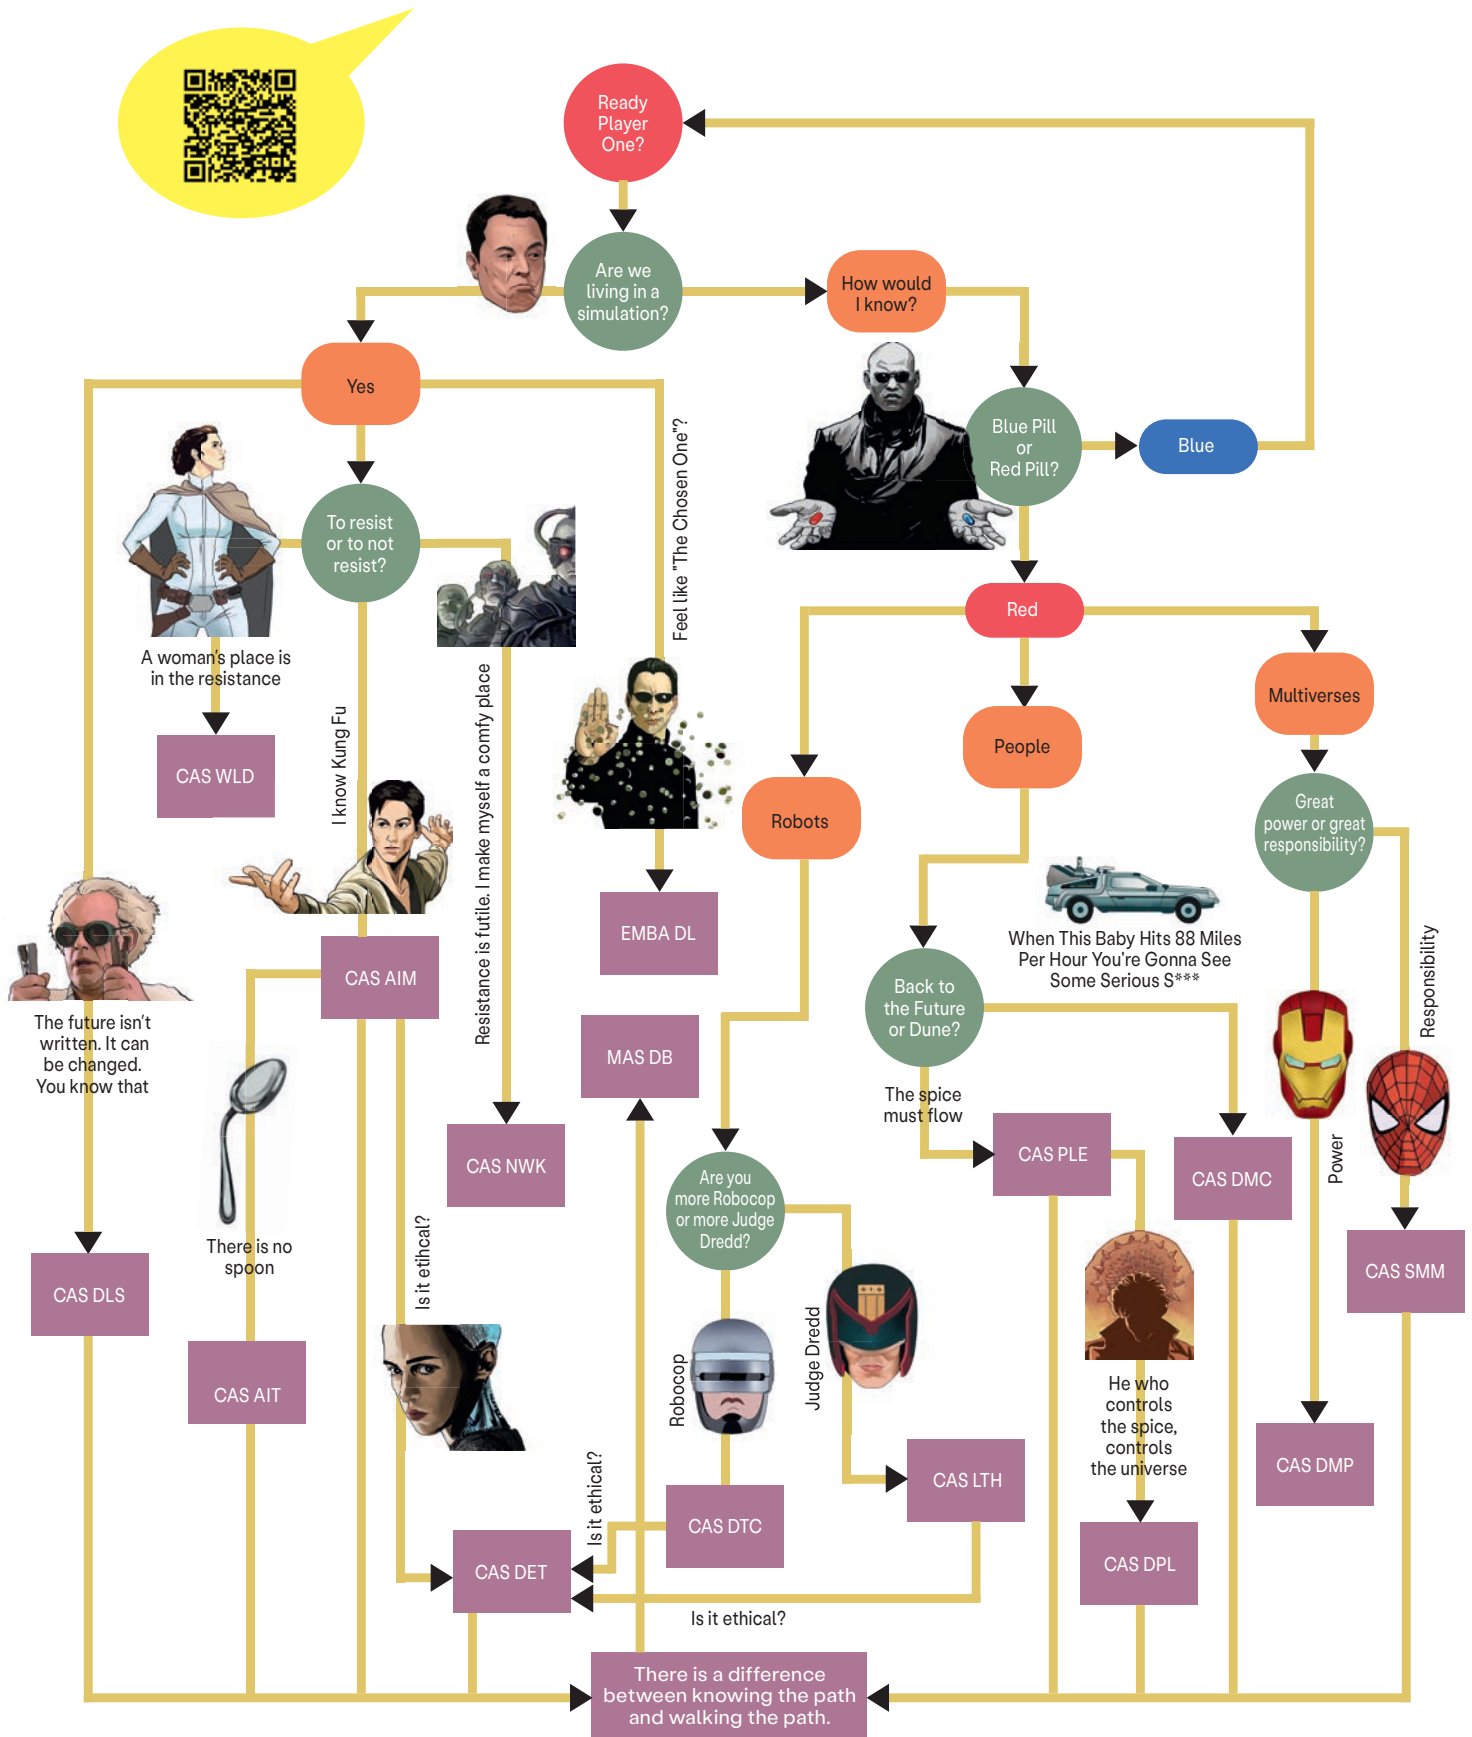 Ready
Player
One?
Are we
living in a
simulation?
How would
I know?
Yes
Blue Pill
or
Red Pill?
Blue
Feel like "The Chosen One"?
To resist
or to not
resist?
Red
A woman's place is
in the resistance
Multiverses
People
CAS WLD
I know Kung Fu
Resistance is futile. I make myself a comfy place
Robots
Great
power or great
responsibility?
EMBA DL
When This Baby Hits 88 Miles
Per Hour You're Gonna See
Some Serious S***
Responsibility
CAS AIM
Back to
the Future
or Dune?
The future isn't
written. It can
be changed.
You know that
MAS DB
The spice
must flow
Power
CAS NWK
CAS PLE
CAS DMC
Are you
more Robocop
or more Judge
Dredd?
There is no
spoon
Is it etihcal?
CAS DLS
CAS SMM
Robocop
Judge Dredd
CAS AIT
He who
controls
the spice,
controls
the universe
CAS DMP
CAS LTH
Is it ethical?
CAS DTC
CAS DET
CAS DPL
Is it ethical?
There is a difference
between knowing the path
and walking the path.